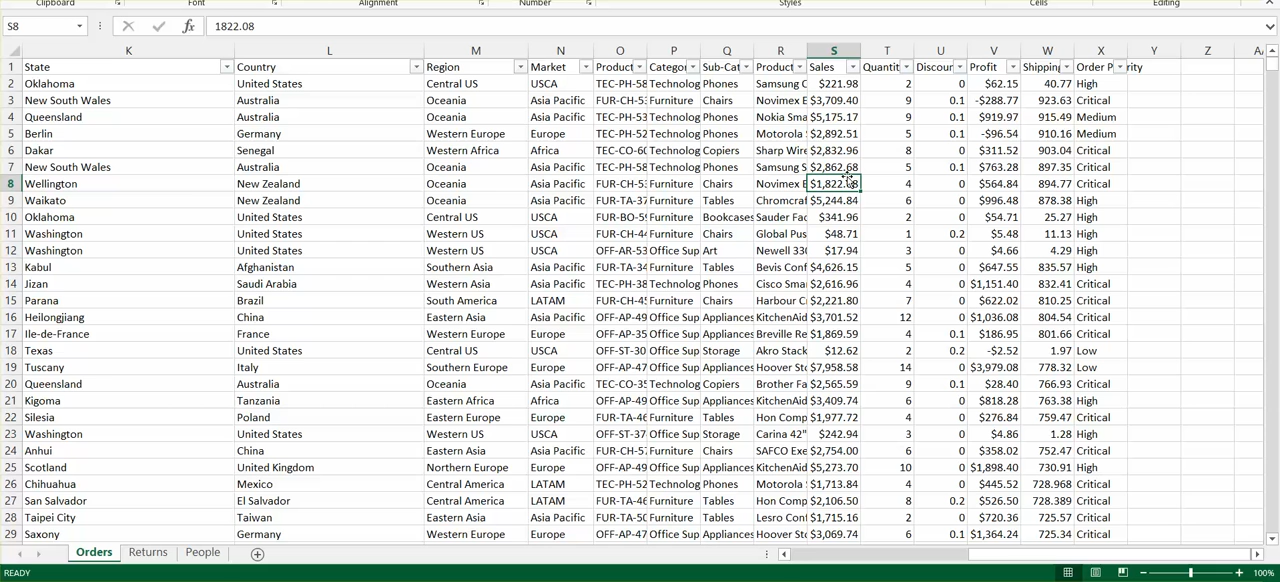 Clipboard Font Alignment Number Styles Cells Editing
S8 fx 1822.08
K L M N O P Q R S T U V W X Y Z
1 State Country Region Market Product Categor Sub-Cat Product Sales Quantit Discour Profit Shipping Order Priority
2 Oklahoma United States Central US USCA TEC-PH-58 Technolog Phones Samsung C $221.98 2 0 $62.15 40.77 High
3 New South Wales Australia Oceania Asia Pacific FUR-CH-53 Furniture Chairs Novimex E $3,709.40 9 0.1 -$288.77 923.63 Critical
4 Queensland Australia Oceania Asia Pacific TEC-PH-53 Technolog Phones Nokia Sma $5,175.17 9 0.1 $919.97 915.49 Medium
5 Berlin Germany Western Europe Europe TEC-PH-52 Technolog Phones Motorola $2,892.51 5 0.1 -$96.54 910.16 Medium
6 Dakar Senegal Western Africa Africa TEC-CO-60 Technolog Copiers Sharp Wire $2,832.96 8 0 $311.52 903.04 Critical
7 New South Wales Australia Oceania Asia Pacific TEC-PH-58 Technolog Phones Samsung S $2,862.68 5 0.1 $763.28 897.35 Critical
8 Wellington New Zealand Oceania Asia Pacific FUR-CH-53 Furniture Chairs Novimex E $1,822.08 4 0 $564.84 894.77 Critical
9 Waikato New Zealand Oceania Asia Pacific FUR-TA-37 Furniture Tables Chromcraf $5,244.84 6 0 $996.48 878.38 High
10 Oklahoma United States Central US USCA FUR-BO-59 Furniture Bookcases Sauder Fac $341.96 2 0 $54.71 25.27 High
11 Washington United States Western US USCA FUR-CH-44 Furniture Chairs Global Pus $48.71 1 0.2 $5.48 11.13 High
12 Washington United States Western US USCA OFF-AR-53 Office Sup Art Newell 330 $17.94 3 0 $4.66 4.29 High
13 Kabul Afghanistan Southern Asia Asia Pacific FUR-TA-34 Furniture Tables Bevis Conf $4,626.15 5 0 $647.55 835.57 High
14 Jizan Saudi Arabia Western Asia Asia Pacific TEC-PH-38 Technolog Phones Cisco Smar $2,616.96 4 0 $1,151.40 832.41 Critical
15 Parana Brazil South America LATAM FUR-CH-45 Furniture Chairs Harbour C $2,221.80 7 0 $622.02 810.25 Critical
16 Heilongjiang China Eastern Asia Asia Pacific OFF-AP-49 Office Sup Appliances KitchenAid $3,701.52 12 0 $1,036.08 804.54 Critical
17 Ile-de-France France Western Europe Europe OFF-AP-35 Office Sup Appliances Breville Re $1,869.59 4 0.1 $186.95 801.66 Critical
18 Texas United States Central US USCA OFF-ST-30 Office Sup Storage Akro Stack $12.62 2 0.2 -$2.52 1.97 Low
19 Tuscany Italy Southern Europe Europe OFF-AP-47 Office Sup Appliances Hoover Sto $7,958.58 14 0 $3,979.08 778.32 Low
20 Queensland Australia Oceania Asia Pacific TEC-CO-35 Technolog Copiers Brother Fa $2,565.59 9 0.1 $28.40 766.93 Critical
21 Kigoma Tanzania Eastern Africa Africa OFF-AP-49 Office Sup Appliances KitchenAid $3,409.74 6 0 $818.28 763.38 High
22 Silesia Poland Eastern Europe Europe FUR-TA-46 Furniture Tables Hon Comp $1,977.72 4 0 $276.84 759.47 Critical
23 Washington United States Western US USCA OFF-ST-37 Office Sup Storage Carina 42" $242.94 3 0 $4.86 1.28 High
24 Anhui China Eastern Asia Asia Pacific FUR-CH-57 Furniture Chairs SAFCO Exe $2,754.00 6 0 $358.02 752.47 Critical
25 Scotland United Kingdom Northern Europe Europe OFF-AP-49 Office Sup Appliances KitchenAid $5,273.70 10 0 $1,898.40 730.91 High
26 Chihuahua Mexico Central America LATAM TEC-PH-52 Technolog Phones Samsung S $1,713.84 4 0 $445.52 728.968 Critical
27 San Salvador El Salvador Central America LATAM FUR-TA-46 Furniture Tables Hon Comp $2,106.50 8 0.2 $526.50 728.389 Critical
28 Taipei City Taiwan Eastern Asia Asia Pacific FUR-TA-50 Furniture Tables Lesro Conf $1,715.16 2 0 $720.36 725.57 Critical
29 Saxony Germany Western Europe Europe OFF-AP-47 Office Sup Appliances Hoover Sto $3,069.74 6 0.1 $1,364.24 725.34 Critical
Orders Returns People
READY 100%